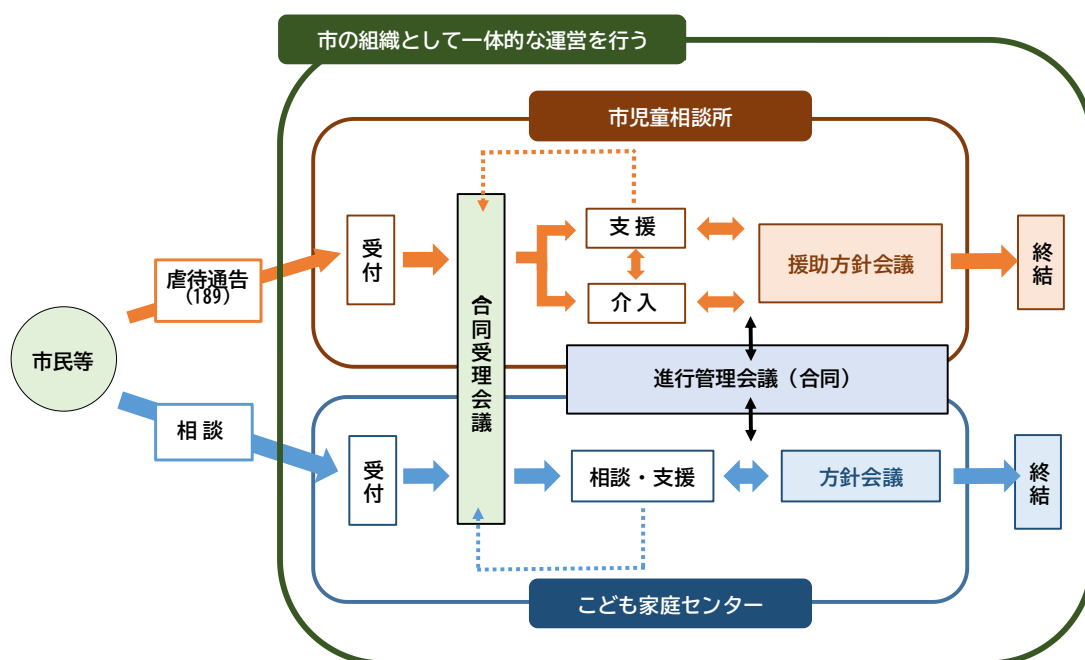 市の組織として一体的な運営を行う
市児童相談所
受付
支 援
介 入
援助方針会議
終結
虐待通告
(189)
市民等
相 談
合同受理会議
進行管理会議（合同）
受付
相談・支援
方針会議
終結
こども家庭センター